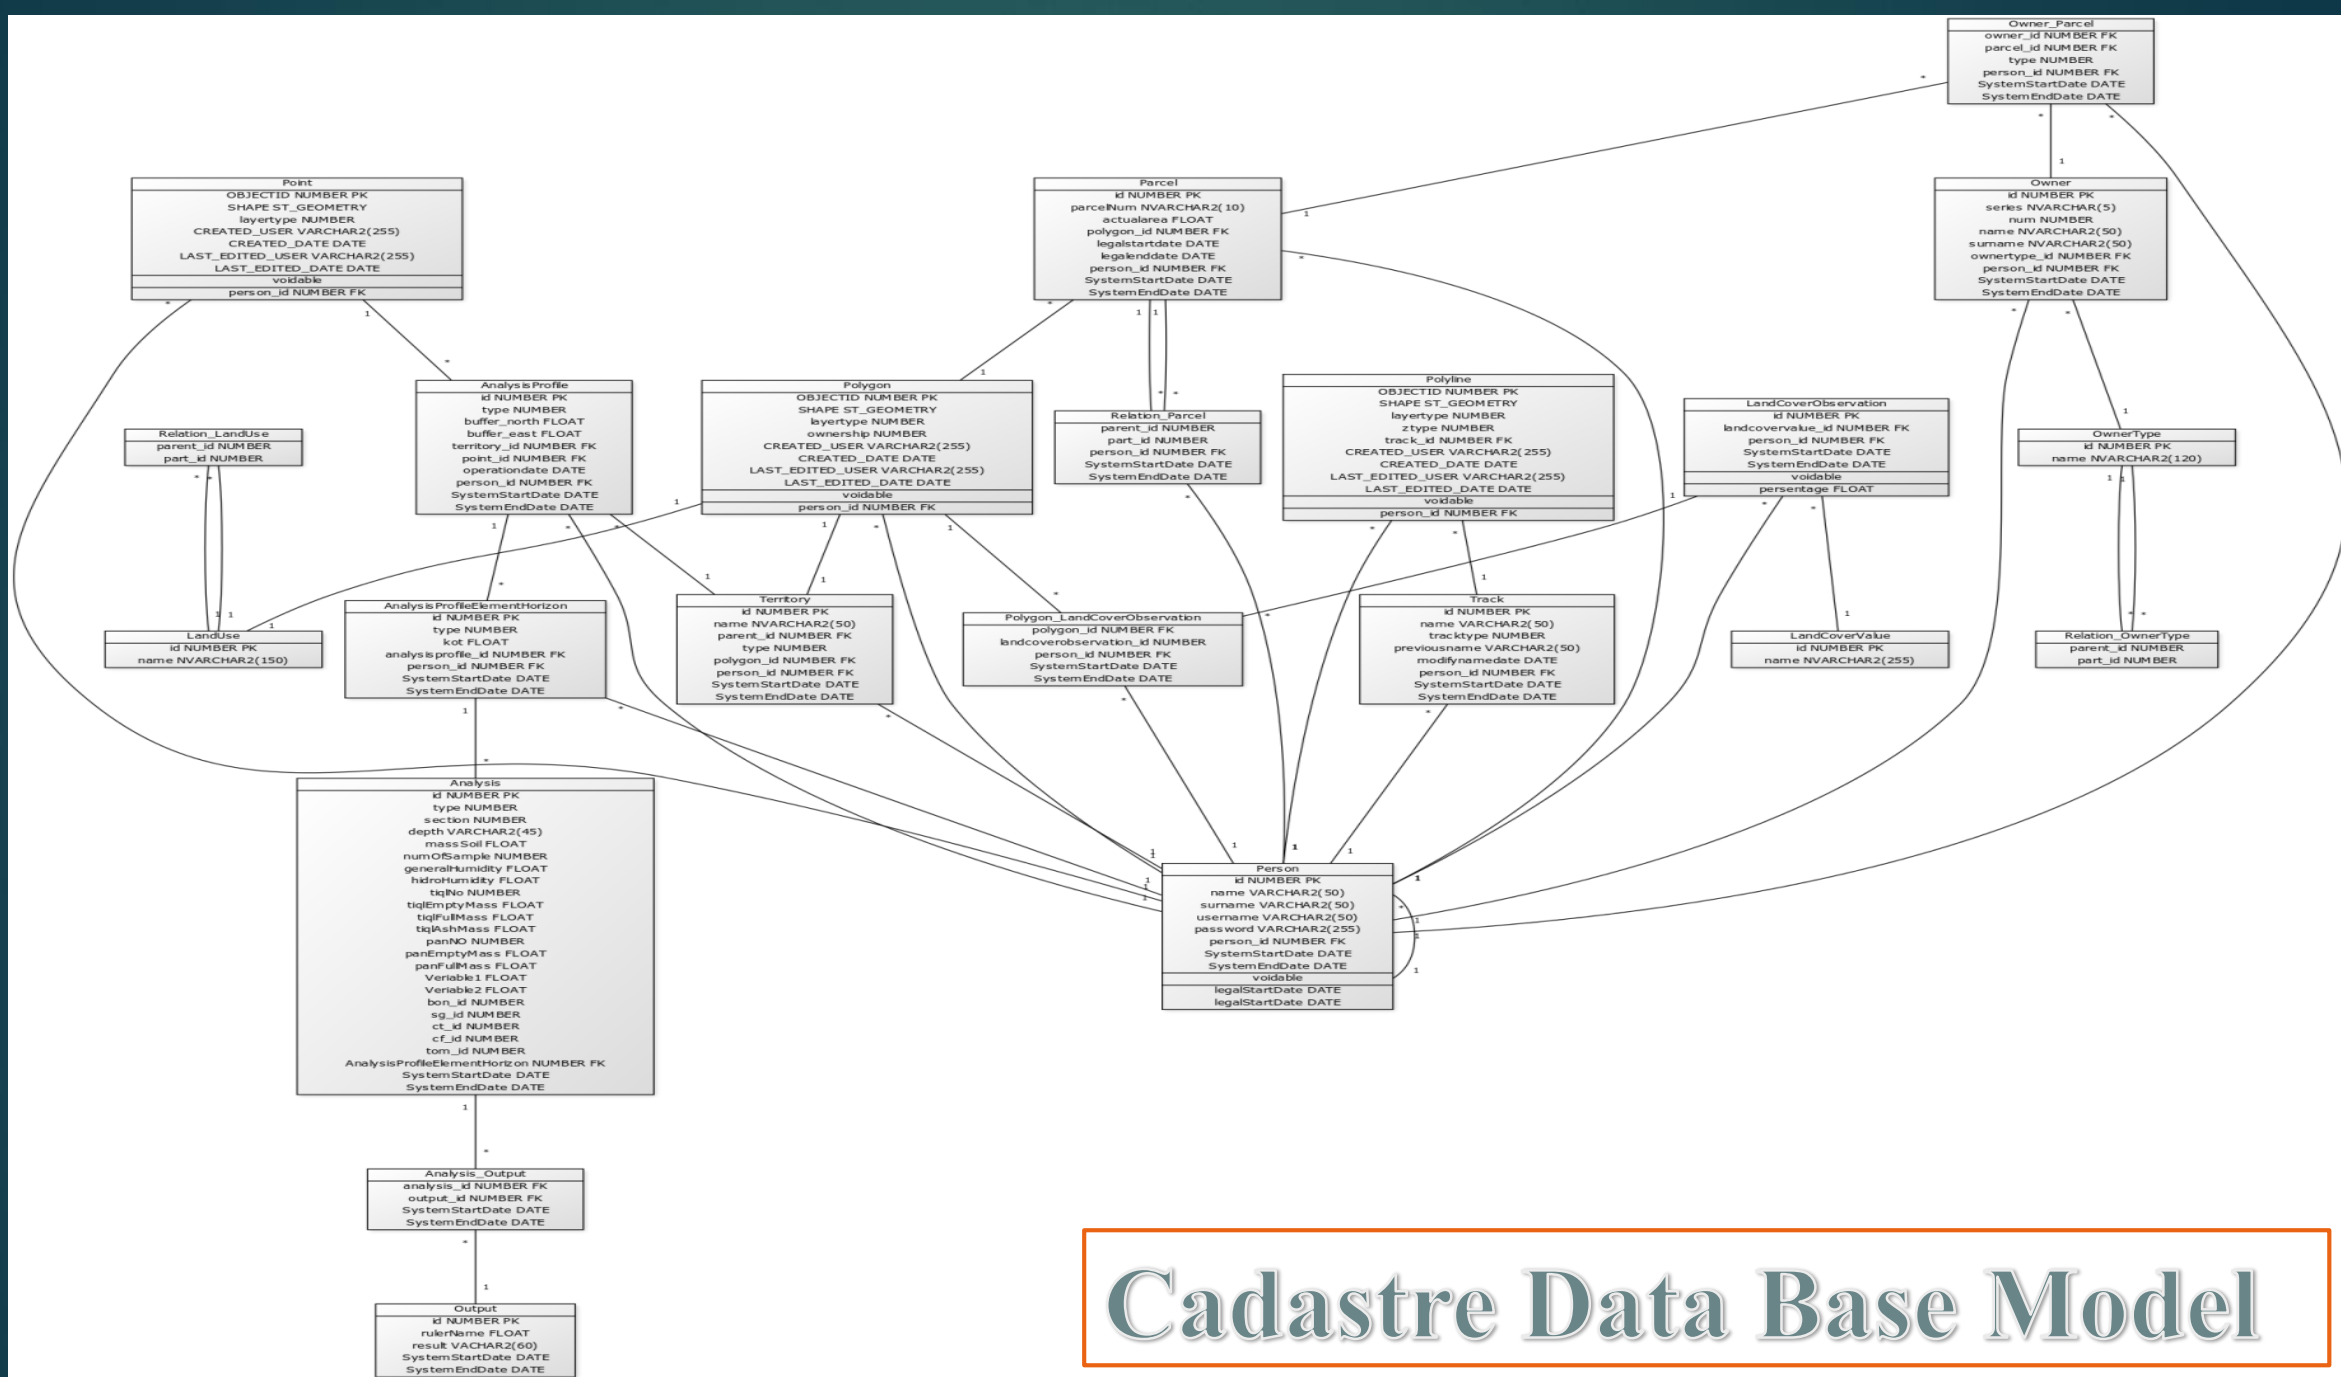 Owner_Parcel
owner_id NUMBER FK
parcel_id NUMBER FK
type NUMBER
person_id NUMBER FK
SystemStartDate DATE
SystemEndDate DATE
Point
OBJECTID NUMBER PK
SHAPE ST_GEOMETRY
layertype NUMBER
CREATED_USER VARCHAR2(255)
CREATED_DATE DATE
LAST_EDITED_USER VARCHAR2(255)
LAST_EDITED_DATE DATE
voidable
person_id NUMBER FK
Parcel
id NUMBER PK
parcelNum NVARCHAR2(10)
actualarea FLOAT
polygon_id NUMBER FK
legalstartdate DATE
legalenddate DATE
person_id NUMBER FK
SystemStartDate DATE
SystemEndDate DATE
Owner
id NUMBER PK
series NVARCHAR(5)
num NUMBER
name NVARCHAR2(50)
surname NVARCHAR2(50)
ownertype_id NUMBER FK
person_id NUMBER FK
SystemStartDate DATE
SystemEndDate DATE
Relation_LandUse
parent_id NUMBER
part_id NUMBER
AnalysisProfile
id NUMBER PK
type NUMBER
buffer_north FLOAT
buffer_east FLOAT
territory_id NUMBER FK
point_id NUMBER FK
operationdate DATE
person_id NUMBER FK
SystemStartDate DATE
SystemEndDate DATE
Polygon
OBJECTID NUMBER PK
SHAPE ST_GEOMETRY
layertype NUMBER
ownership NUMBER
CREATED_USER VARCHAR2(255)
CREATED_DATE DATE
LAST_EDITED_USER VARCHAR2(255)
LAST_EDITED_DATE DATE
voidable
person_id NUMBER FK
Relation_Parcel
parent_id NUMBER
part_id NUMBER
person_id NUMBER FK
SystemStartDate DATE
SystemEndDate DATE
Polyline
OBJECTID NUMBER PK
SHAPE ST_GEOMETRY
layertype NUMBER
ztype NUMBER
track_id NUMBER FK
CREATED_USER VARCHAR2(255)
CREATED_DATE DATE
LAST_EDITED_USER VARCHAR2(255)
LAST_EDITED_DATE DATE
voidable
person_id NUMBER FK
LandCoverObservation
id NUMBER PK
landcovervalue_id NUMBER FK
person_id NUMBER FK
SystemStartDate DATE
SystemEndDate DATE
voidable
persentage FLOAT
OwnerType
id NUMBER PK
name NVARCHAR2(120)
LandUse
id NUMBER PK
name NVARCHAR2(150)
AnalysisProfileElementHorizon
id NUMBER PK
type NUMBER
kot FLOAT
analysisprofile_id NUMBER FK
person_id NUMBER FK
SystemStartDate DATE
SystemEndDate DATE
Territory
id NUMBER PK
name NVARCHAR2(50)
parent_id NUMBER FK
type NUMBER
polygon_id NUMBER FK
person_id NUMBER FK
SystemStartDate DATE
SystemEndDate DATE
Polygon_LandCoverObservation
polygon_id NUMBER FK
landcoverobservation_id NUMBER
person_id NUMBER FK
SystemStartDate DATE
SystemEndDate DATE
Track
id NUMBER PK
name VARCHAR2(50)
tracktype NUMBER
previousname VARCHAR2(50)
modifynamedate DATE
person_id NUMBER FK
SystemStartDate DATE
SystemEndDate DATE
LandCoverValue
id NUMBER PK
name NVARCHAR2(255)
Relation_OwnerType
parent_id NUMBER
part_id NUMBER
Analysis
id NUMBER PK
type NUMBER
section NUMBER
depth VARCHAR2(45)
massSoil FLOAT
numOfSample NUMBER
generalHumidity FLOAT
hidroHumidity FLOAT
tiqlNo NUMBER
tiqlEmptyMass FLOAT
tiqlFullMass FLOAT
tiqlAshMass FLOAT
panNO NUMBER
panEmptyMass FLOAT
panFullMass FLOAT
Veriable1 FLOAT
Veriable2 FLOAT
bon_id NUMBER
sg_id NUMBER
ct_id NUMBER
cf_id NUMBER
tom_id NUMBER
AnalysisProfileElementHorizon NUMBER FK
SystemStartDate DATE
SystemEndDate DATE
Person
id NUMBER PK
name VARCHAR2(50)
surname VARCHAR2(50)
username VARCHAR2(50)
password VARCHAR2(255)
person_id NUMBER FK
SystemStartDate DATE
SystemEndDate DATE
voidable
legalStartDate DATE
legalStartDate DATE
Analysis_Output
analysis_id NUMBER FK
output_id NUMBER FK
SystemStartDate DATE
SystemEndDate DATE
Output
id NUMBER PK
rulerName FLOAT
result VACHAR2(60)
SystemStartDate DATE
SystemEndDate DATE
Cadastre Data Base Model